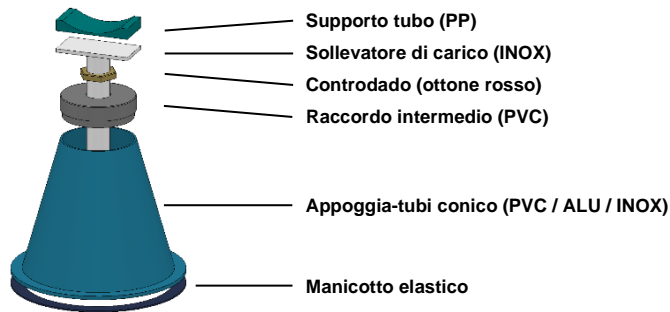 Supporto tubo (PP)
Sollevatore di carico (INOX)
Controdado (ottone rosso)
Raccordo intermedio (PVC)
Appoggia-tubi conico (PVC / ALU / INOX)
Manicotto elastico